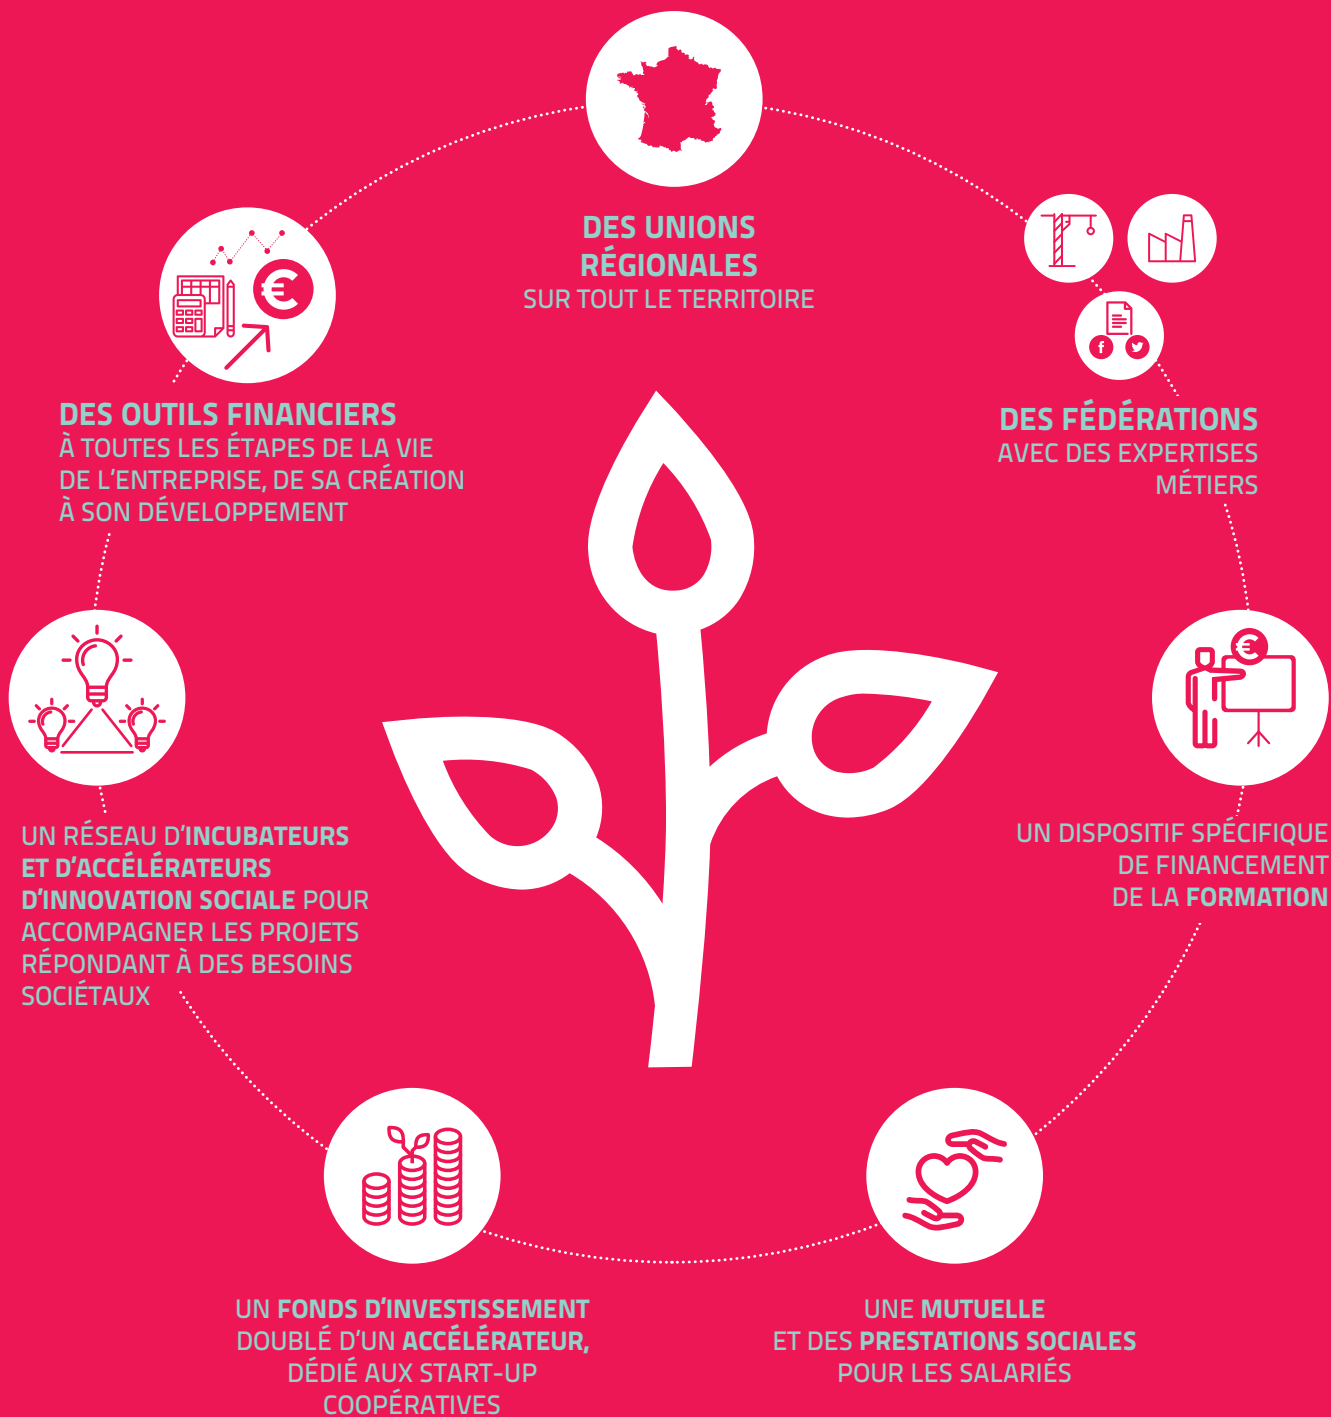 DES UNIONS
RÉGIONALES
SUR TOUT LE TERRITOIRE
DES FÉDÉRATIONS
AVEC DES EXPERTISES
MÉTIERS
UN DISPOSITIF SPÉCIFIQUE
DE FINANCEMENT
DE LA FORMATION
UNE MUTUELLE
ET DES PRESTATIONS SOCIALES
POUR LES SALARIÉS
UN FONDS D'INVESTISSEMENT
DOUBLÉ D'UN ACCÉLÉRATEUR,
DÉDIÉ AUX START-UP
COOPÉRATIVES
UN RÉSEAU D'INCUBATEURS
ET D'ACCÉLÉRATEURS
D'INNOVATION SOCIALE POUR
ACCOMPAGNER LES PROJETS
RÉPONDANT À DES BESOINS
SOCIÉTAUX
DES OUTILS FINANCIERS
À TOUTES LES ÉTAPES DE LA VIE
DE L'ENTREPRISE, DE SA CRÉATION
À SON DÉVELOPPEMENT